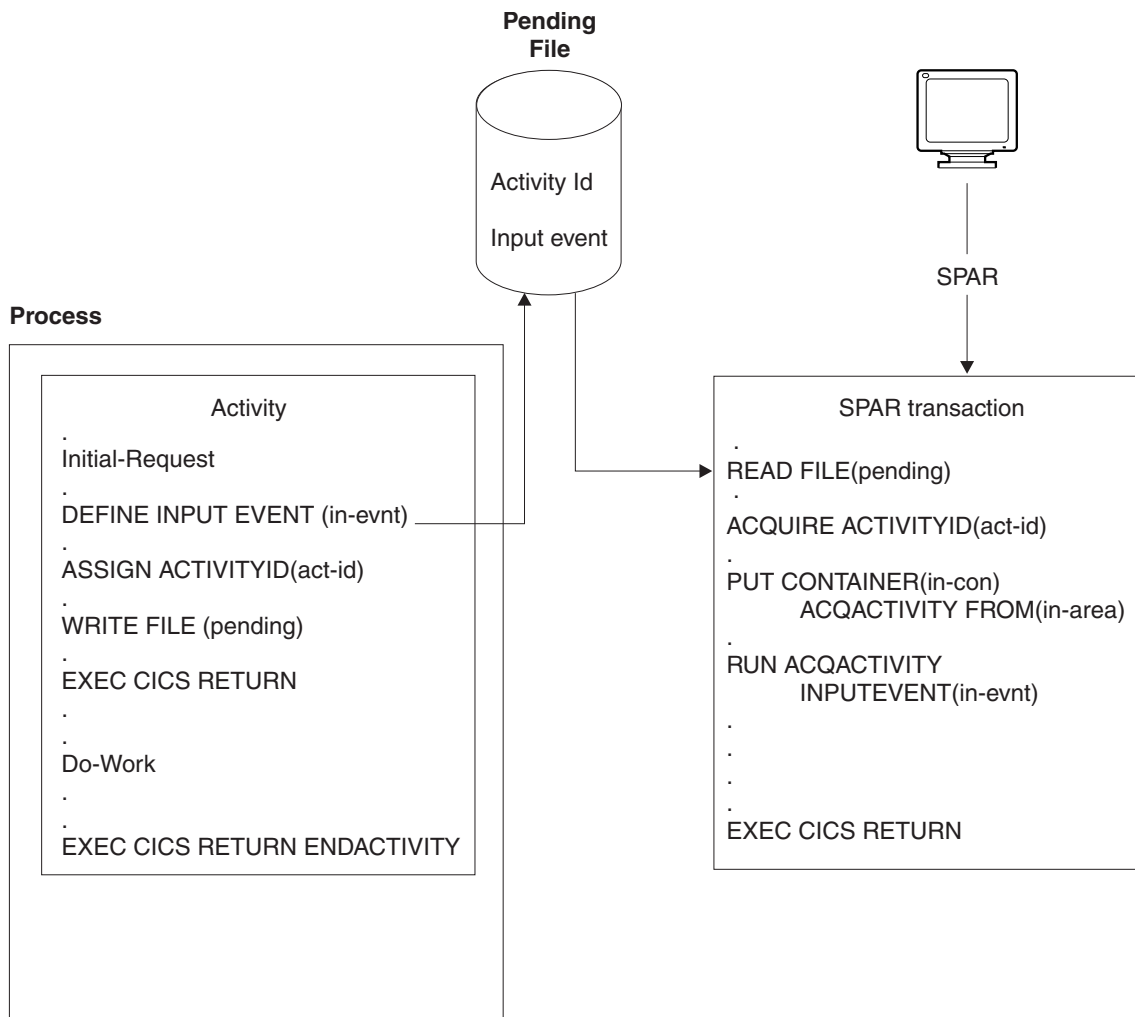 Pending
File
Activity Id
Input event
SPAR
Process
Activity
.
Initial-Request
.
DEFINE INPUT EVENT (in-evnt)
.
ASSIGN ACTIVITYID(act-id)
.
WRITE FILE (pending)
.
EXEC CICS RETURN
.
.
Do-Work
.
.
EXEC CICS RETURN ENDACTIVITY
SPAR transaction
.
READ FILE(pending)
.
ACQUIRE ACTIVITYID(act-id)
.
PUT CONTAINER(in-con)
ACQACTIVITY FROM(in-area)
.
RUN ACQACTIVITY
INPUTEVENT(in-evnt)
.
.
.
.
EXEC CICS RETURN